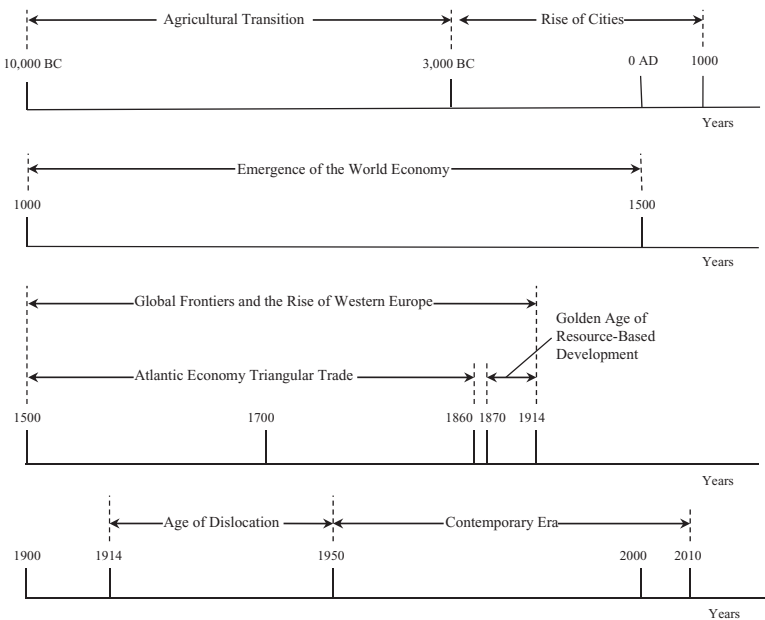 Agricultural Transition Rise of Cities
10,000 BC 3,000 BC 0 AD 1000
Years
Emergence of the World Economy
1000 1500
Years
Global Frontiers and the Rise of Western Europe
Golden Age of
Resource-Based
Development
Atlantic Economy Triangular Trade
1500 1700 1860 1870 1914
Years
Age of Dislocation Contemporary Era
1900 1914 1950 2000 2010
Years